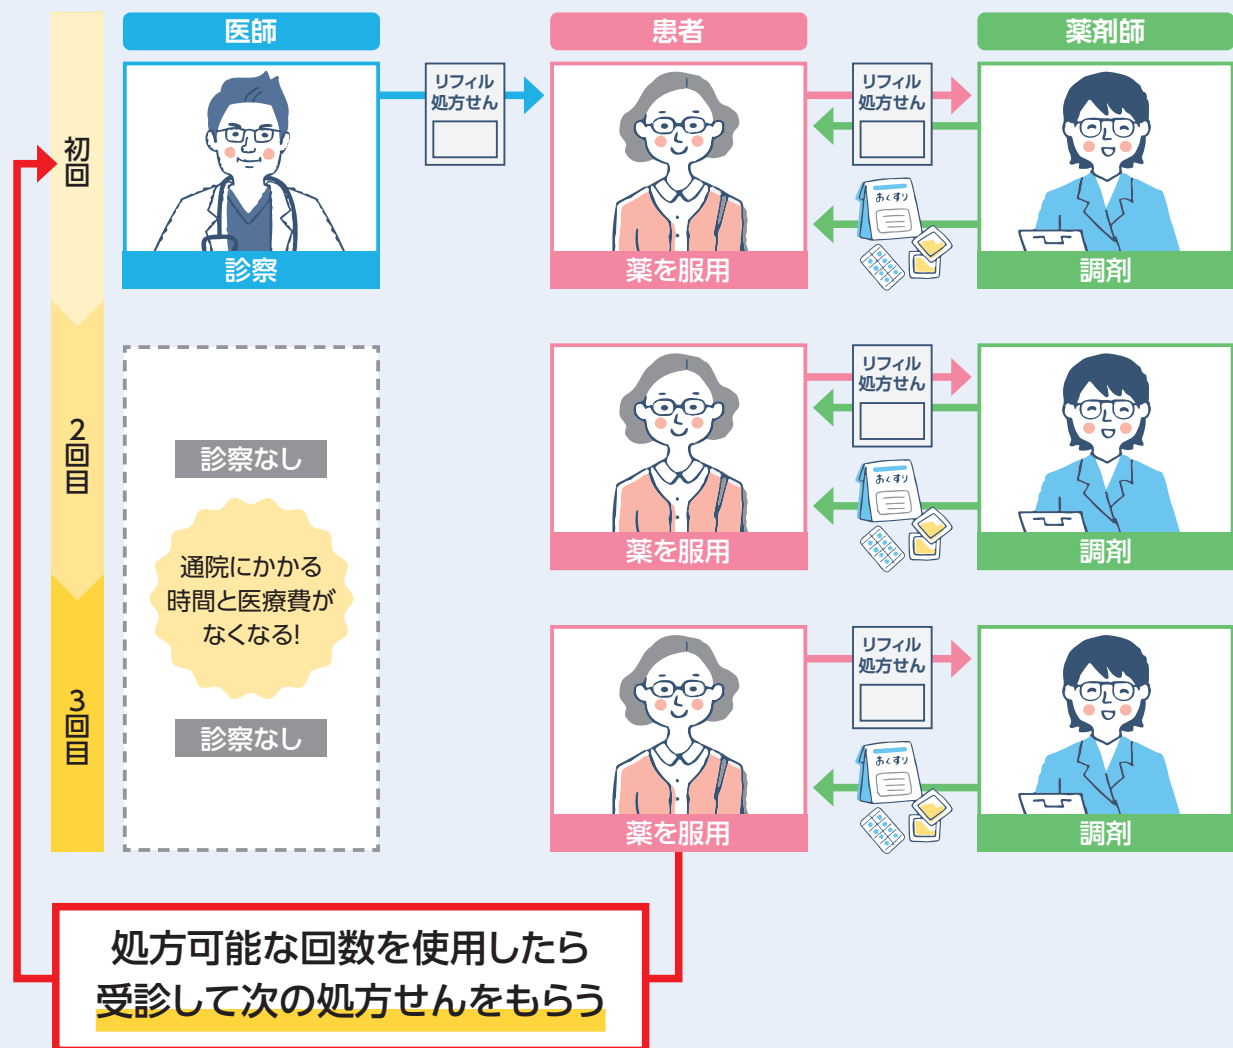 医師
患者
薬剤師
初回
リフィル
処方せん
リフィル
処方せん
おくすり
診察
薬を服用
調剤
2回目
診察なし
リフィル
処方せん
おくすり
薬を服用
調剤
通院にかかる
時間と医療費が
なくなる!
3回目
診察なし
リフィル
処方せん
おくすり
薬を服用
調剤
処方可能な回数を使用したら
受診して次の処方せんをもらう